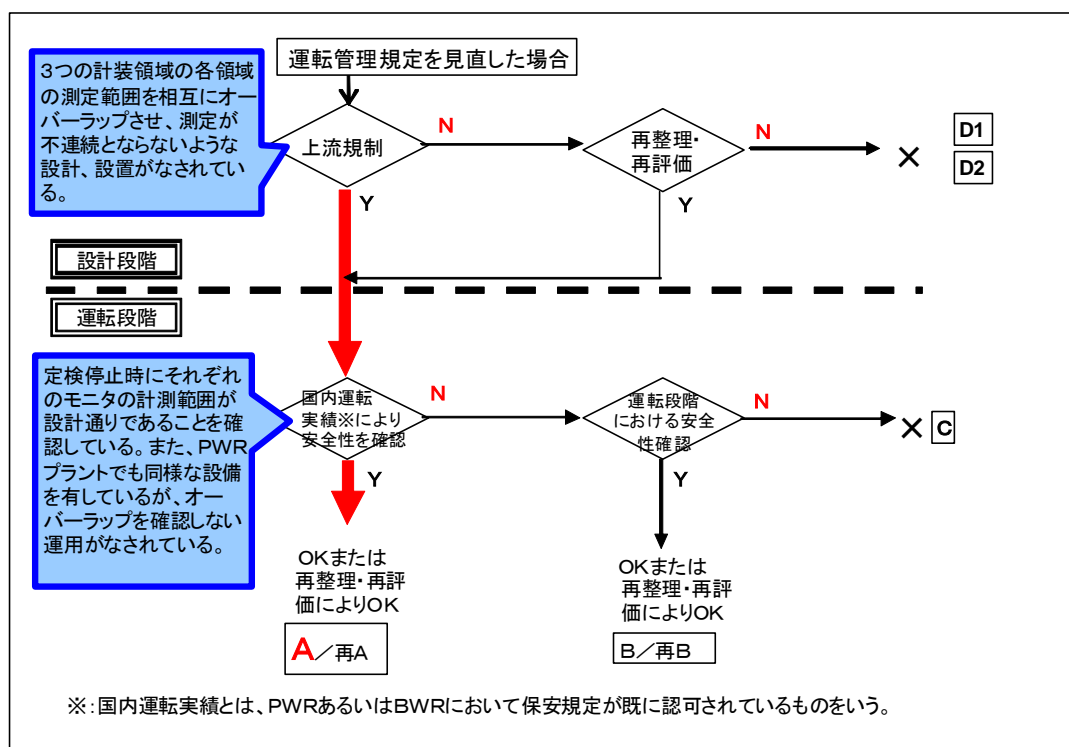 運転管理規定を見直した場合
3つの計装領域の各領域
の測定範囲を相互にオー
バーラップさせ、測定が
不連続とならないような
設計、設置がなされてい
る。
上流規制
N
再整理・
再評価
N
×
D1
D2
Y
Y
設計段階
運転段階
定検停止時にそれぞれ
のモニタの計測範囲が
設計通りであることを確
認している。また、PWR
プラントでも同様な設備
を有しているが、オー
バーラップを確認しない
運用がなされている。
国内運転
実績※により
安全性を確認
N
運転段階
における安全
性確認
N
×
C
Y
Y
OKまたは
再整理・再評
価によりOK
A／再A
OKまたは
再整理・再評
価によりOK
B／再B
※:国内運転実績とは、PWRあるいはBWRにおいて保安規定が既に認可されているものをいう。